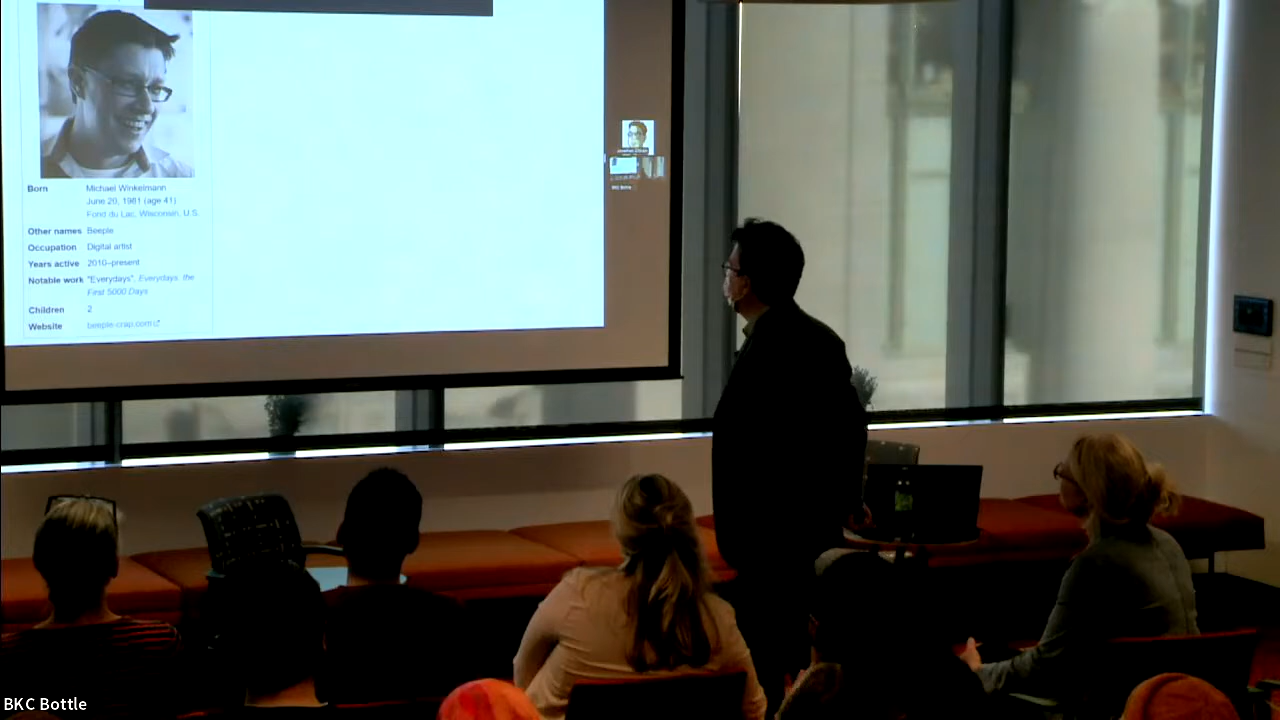 Born Michael Winkelmann
June 20, 1981 (age 41)
Fond du Lac, Wisconsin, U.S.
Other names Beeple
Occupation Digital artist
Years active 2010–present
Notable work "Everydays", Everydays: the
First 5000 Days
Children 2
Website beeple-crap.com
BKC Bottle
BKC Bottle